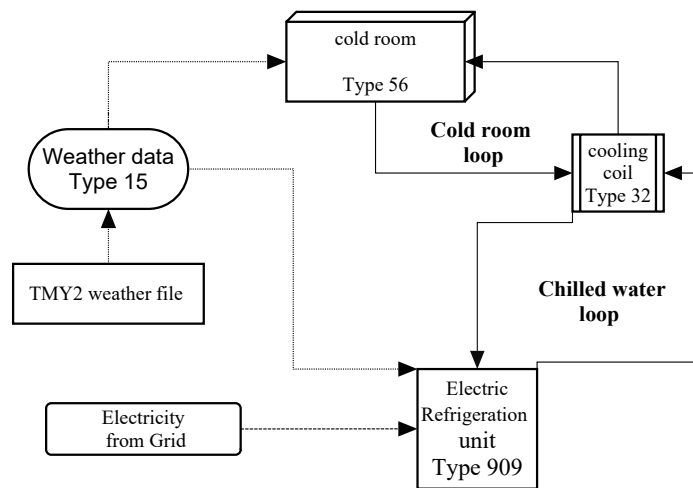 cold room
Type 56
Cold room
loop
cooling
coil
Type 32
Weather data
Type 15
TMY2 weather file
Chilled water
loop
Electric
Refrigeration
unit
Type 909
Electricity
from Grid